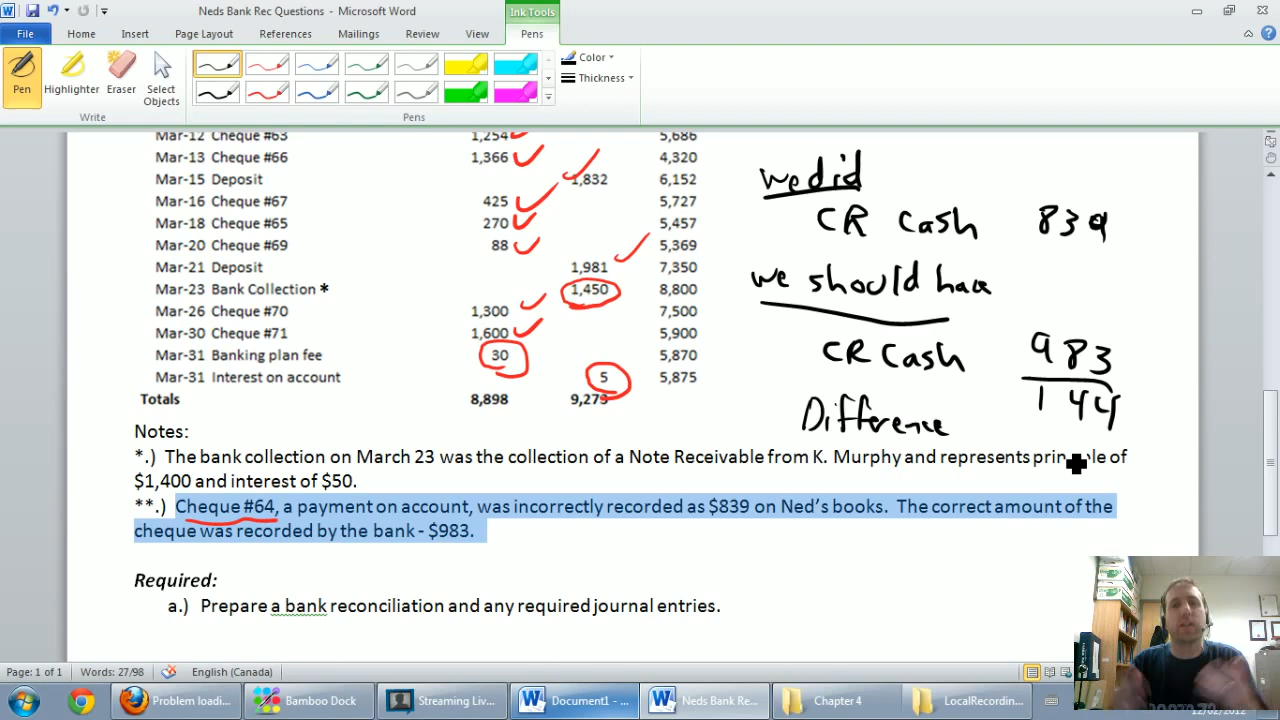 Neds Bank Rec Questions - Microsoft Word
Ink Tools
File Home Insert Page Layout References Mailings Review View Pens
Pen Highlighter Eraser Select Objects
Color
Thickness
Write Pens
Mar-12 Cheque #63 1,254 5,686
Mar-13 Cheque #66 1,366 4,320
Mar-15 Deposit 1,832 6,152
Mar-16 Cheque #67 425 5,727
Mar-18 Cheque #65 270 5,457
Mar-20 Cheque #69 88 5,369
Mar-21 Deposit 1,981 7,350
Mar-23 Bank Collection * 1,450 8,800
Mar-26 Cheque #70 1,300 7,500
Mar-30 Cheque #71 1,600 5,900
Mar-31 Banking plan fee 30 5,870
Mar-31 Interest on account 5 5,875
Totals 8,898 9,279
we did
CR Cash 839
we should have
CR Cash 983
144
Difference
Notes:
*.) The bank collection on March 23 was the collection of a Note Receivable from K. Murphy and represents principle of
$1,400 and interest of $50.
**.) Cheque #64, a payment on account, was incorrectly recorded as $839 on Ned’s books. The correct amount of the
cheque was recorded by the bank - $983.
Required:
a.) Prepare a bank reconciliation and any required journal entries.
Page: 1 of 1 Words: 27/98 English (Canada)
Problem loadi... Bamboo Dock Streaming Liv... Document1 - ... Neds Bank Re... Chapter 4 LocalRecording...
12/02/2012